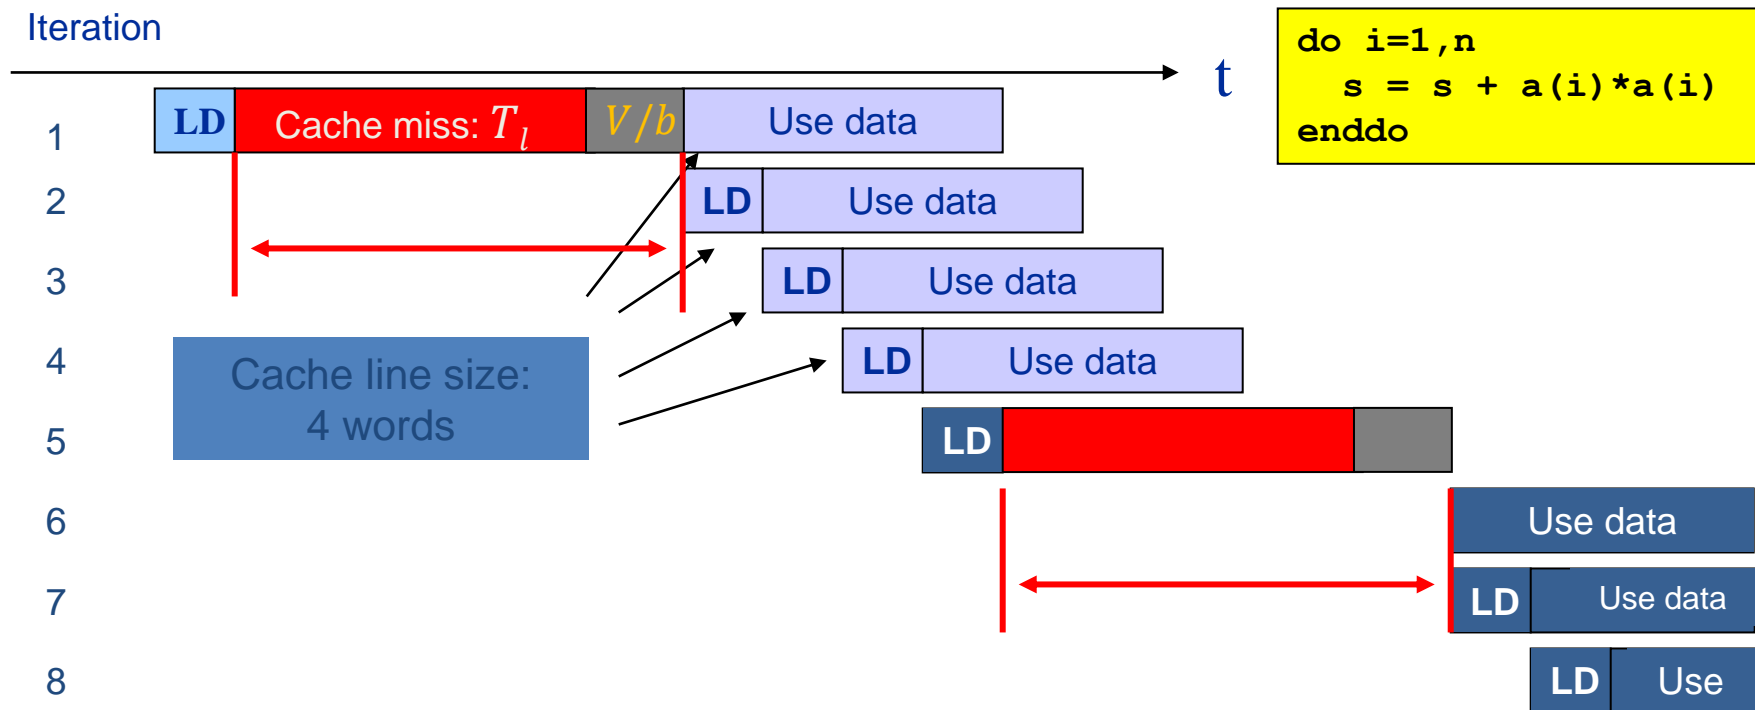 Iteration
t
do i=1,n
s = s + a(i)*a(i)
enddo
1 LD Cache miss: T_l V/b Use data
2 LD Use data
3 LD Use data
4 LD Use data
Cache line size:
4 words
5 LD
6 Use data
7 LD Use data
8 LD Use